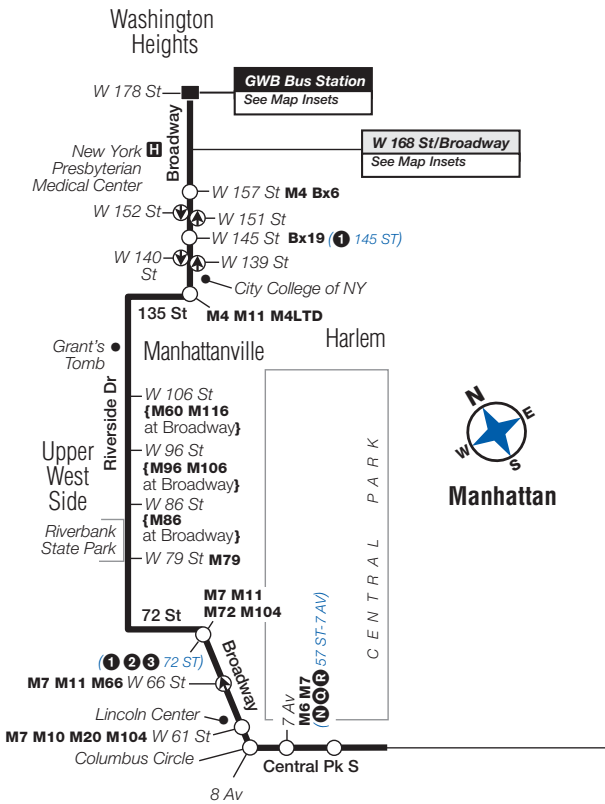 Washington
Heights
W 178 St
GWB Bus Station
See Map Insets
Broadway
New York H
Presbyterian
Medical Center
W 168 St/Broadway
See Map Insets
W 157 St M4 Bx6
W 152 St
W 151 St
W 145 St Bx19 (1 145 ST)
W 140
St
W 139 St
City College of NY
135 St
M4 M11 M4LTD
Grant's
Tomb
Manhattanville
Harlem
Riverside Dr
W 106 St
{M60 M116
at Broadway}
W 96 St
{M96 M106
at Broadway}
Upper
West
Side
W 86 St
{M86
at Broadway}
Riverbank
State Park
W 79 St M79
CENTRAL PARK
N
E
S
W
Manhattan
M7 M11
M72 M104
72 St
(1 2 3 72 ST)
Broadway
M7 M11 M66 W 66 St
Lincoln Center
M7 M10 M20 M104 W 61 St
Columbus Circle
8 Av
7 Av
M6 M7
(N Q R 57 ST-7 AV)
Central Pk S